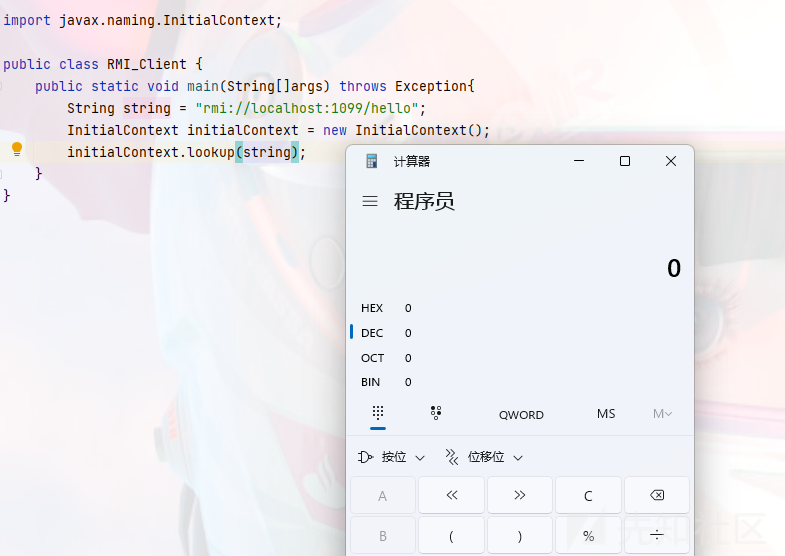 import javax.naming.InitialContext;
public class RMI_Client {
public static void main(String[]args) throws Exception{
String string = "rmi://localhost:1099/hello";
InitialContext initialContext = new InitialContext();
initialContext.lookup(string);
}
}
计算器
程序员
0
HEX 0
DEC 0
OCT 0
BIN 0
QWORD MS M
按位 位移位
A << >> C
B ( ) % ÷
先知社区